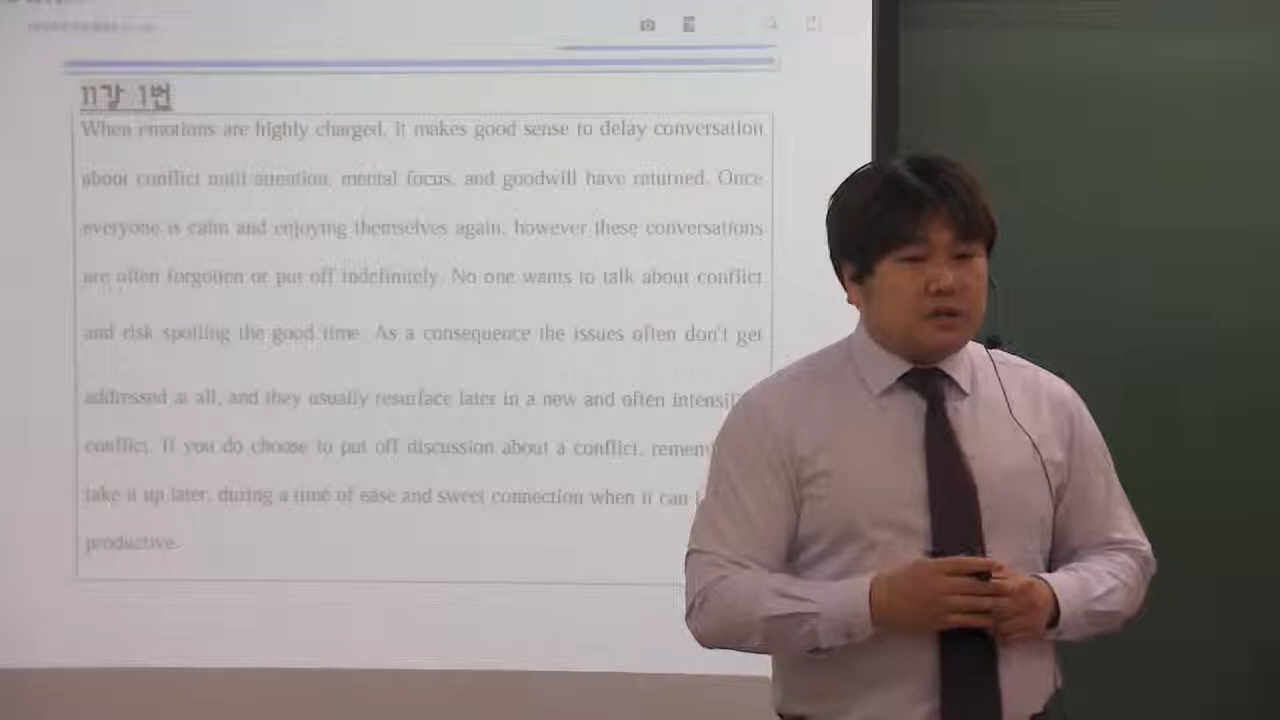 11강 1번
When emotions are highly charged, it makes good sense to delay conversation
about conflict until attention, mental focus, and goodwill have returned. Once
everyone is calm and enjoying themselves again, however these conversations
are often forgotten or put off indefinitely. No one wants to talk about conflict
and risk spoiling the good time. As a consequence the issues often don't get
addressed at all, and they usually resurface later in a new and often
conflict. If you do choose to put off discussion about a conflict,
take it up later, during a time of ease and sweet connection when it can
productive.